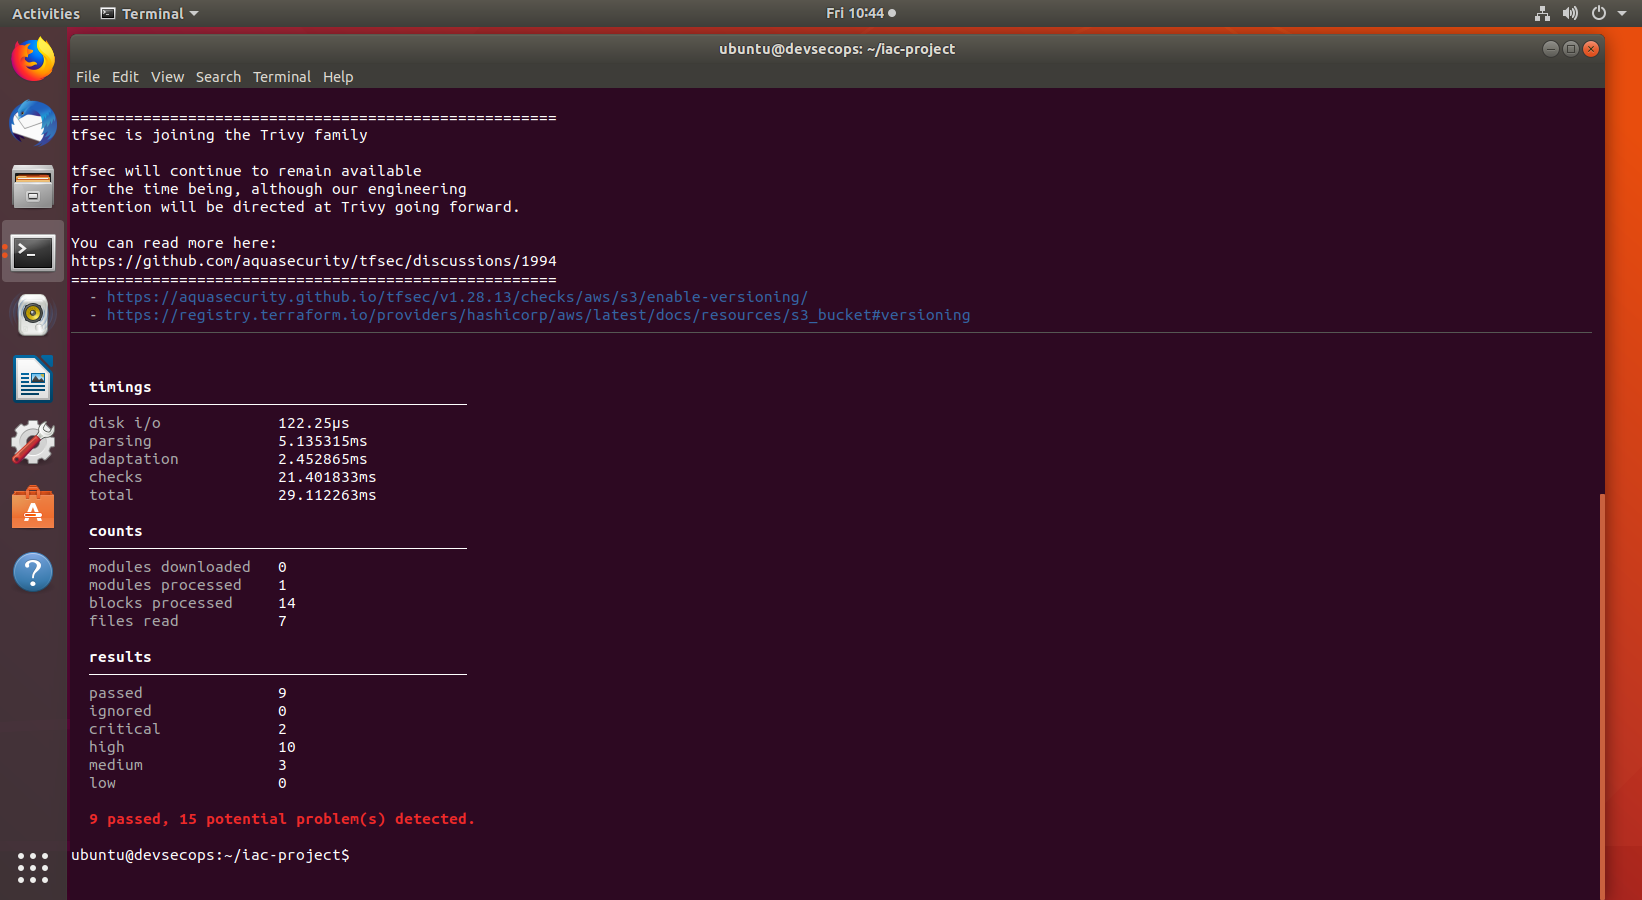 Activities Terminal Fri 10:44
ubuntu@devsecops: ~/iac-project
File Edit View Search Terminal Help
======================================================
tfsec is joining the Trivy family
tfsec will continue to remain available
for the time being, although our engineering
attention will be directed at Trivy going forward.
You can read more here:
https://github.com/aquasecurity/tfsec/discussions/1994
======================================================
- https://aquasecurity.github.io/tfsec/v1.28.13/checks/aws/s3/enable-versioning/
- https://registry.terraform.io/providers/hashicorp/aws/latest/docs/resources/s3_bucket#versioning
timings
disk i/o 122.25µs
parsing 5.135315ms
adaptation 2.452865ms
checks 21.401833ms
total 29.112263ms
counts
modules downloaded 0
modules processed 1
blocks processed 14
files read 7
results
passed 9
ignored 0
critical 2
high 10
medium 3
low 0
9 passed, 15 potential problem(s) detected.
ubuntu@devsecops:~/iac-project$